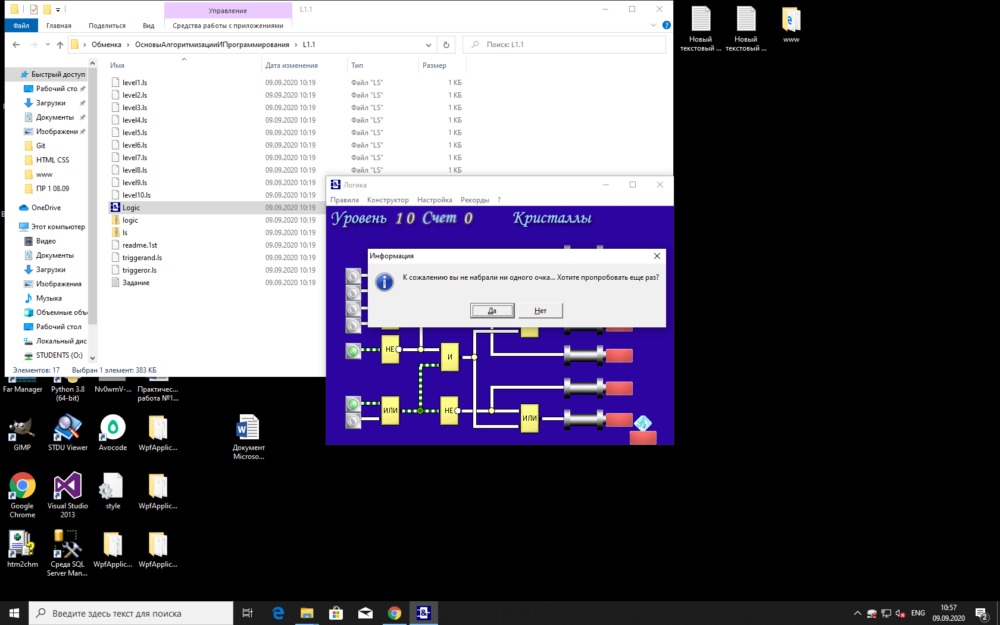 Управление
L1.1
Файл
Главная
Поделиться
Вид
Средства работы с приложениями
Обменка
ОсновыАлгоритмизацииИПрограммирования
L1.1
Поиск: L1.1
Имя
Дата изменения
Тип
Размер
Быстрый доступ
Рабочий сто.
Загрузки
Документы
Изображени
Git
HTML CSS
www
ПР 1 08.09
OneDrive
Этот компьютер
Видео
Документы
Загрузки
Изображения
Музыка
Объемные объ
Рабочий стол
Локальный дис
STUDENTS (O:)
level1.ls 09.09.2020 10:19 Файл "LS" 1 КБ
level2.ls 09.09.2020 10:19 Файл "LS" 1 КБ
level3.ls 09.09.2020 10:19 Файл "LS" 1 КБ
level4.ls 09.09.2020 10:19 Файл "LS" 1 КБ
level5.ls 09.09.2020 10:19 Файл "LS" 1 КБ
level6.ls 09.09.2020 10:19 Файл "LS" 1 КБ
level7.ls 09.09.2020 10:19 Файл "LS" 1 КБ
level8.ls 09.09.2020 10:19 Файл "LS" 1 КБ
level9.ls 09.09.2020 10:19
level10.ls 09.09.2020 10:19
Logic 09.09.2020 10:19
logic 09.09.2020 10:19
ls 09.09.2020 10:19
readme.1st 09.09.2020 10:19
triggerand.ls 09.09.2020 10:19
triggeror.ls 09.09.2020 10:19
Задание 09.09.2020 10:19
Элементов: 17
Выбран 1 элемент: 383 КБ
Логика
Правила
Конструктор
Настройка
Рекорды
?
Уровень 10 Счет 0 Кристаллы
Информация
К сожалению вы не набрали ни одного очка... Хотите пропробовать еще раз?
Да
Нет
НЕ
И
ИЛИ
НЕ
ИЛИ
Новый
текстовый ...
Новый
текстовый ...
www
Far Manager
Python 3.8
(64-bit)
Nv0wmV-...
Практичес...
работа №1...
GIMP
STDU Viewer
Avocode
WpfApplic...
Документ
Microso...
Google
Chrome
Visual Studio
2013
style
WpfApplic...
htm2chm
Среда SQL
Server Man...
WpfApplic...
WpfApplic...
Введите здесь текст для поиска
ENG
10:57
09.09.2020
2